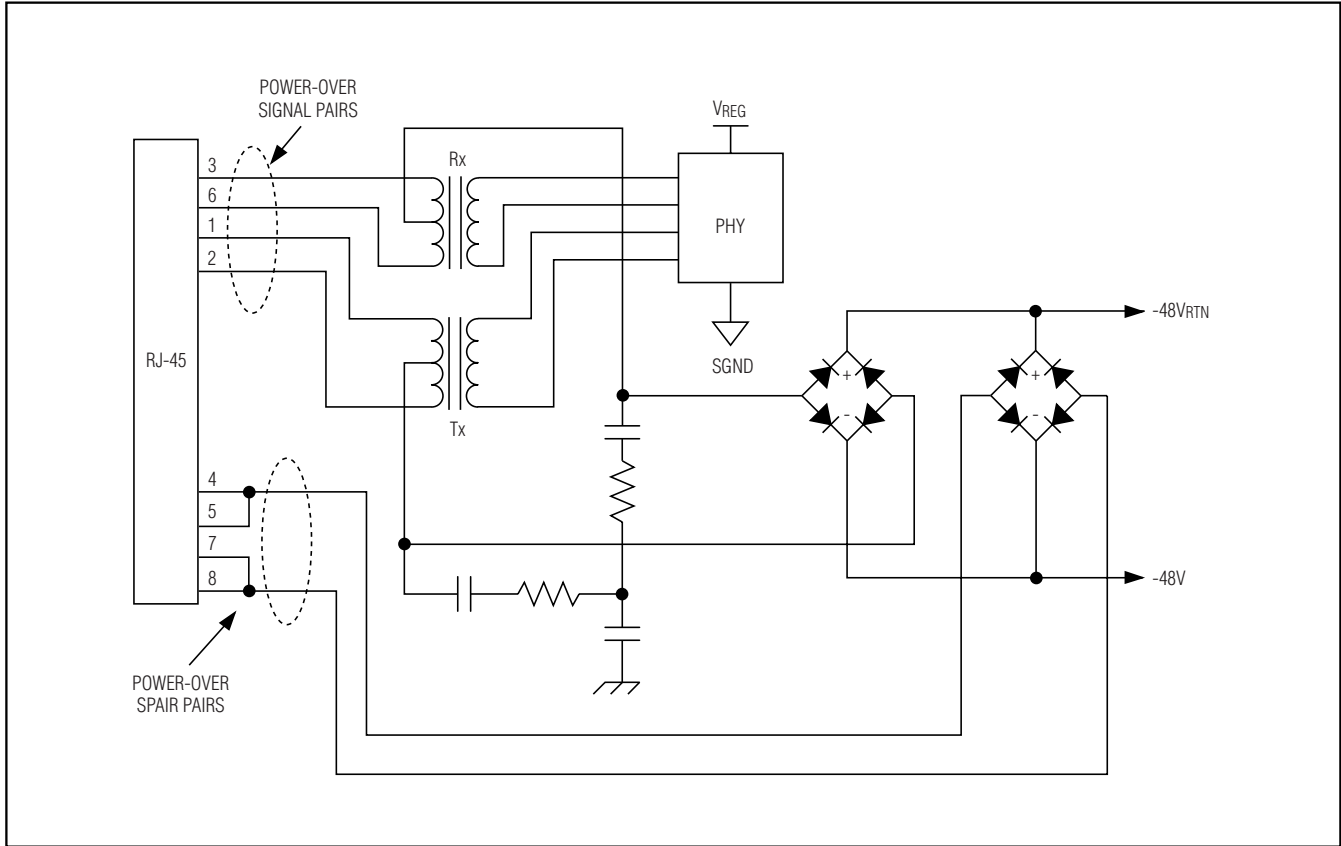 POWER-OVER
SIGNAL PAIRS
VREG
3
Rx
6
1
PHY
2
-48VRTN
RJ-45
SGND
+
+
-
-
Tx
4
5
7
8
-48V
POWER-OVER
SPAIR PAIRS